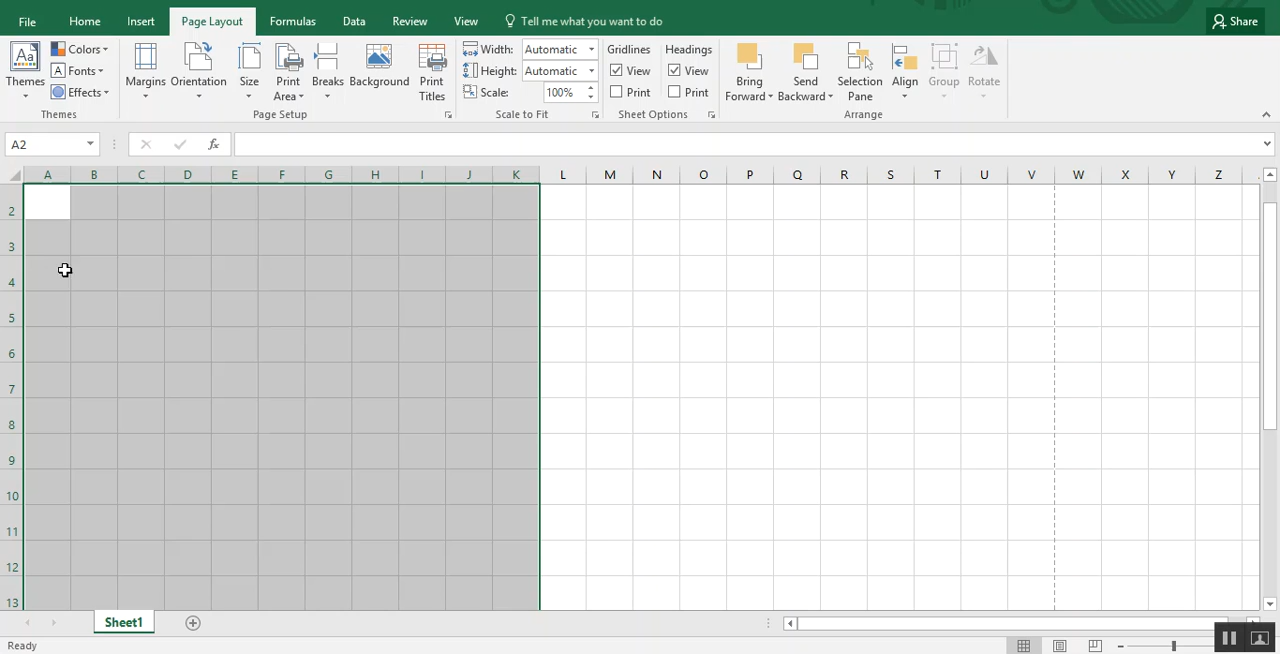 File Home Insert Page Layout Formulas Data Review View Tell me what you want to do Share
Colors Width: Automatic Gridlines Headings
Fonts Height: Automatic View View
Themes Effects Margins Orientation Size Print Area Breaks Background Print Titles Scale: 100% Print Print Bring Forward Send Backward Selection Pane Align Group Rotate
Themes Page Setup Scale to Fit Sheet Options Arrange
A2 fx
A B C D E F G H I J K L M N O P Q R S T U V W X Y Z
2
3
4
5
6
7
8
9
10
11
12
13
Sheet1
Ready